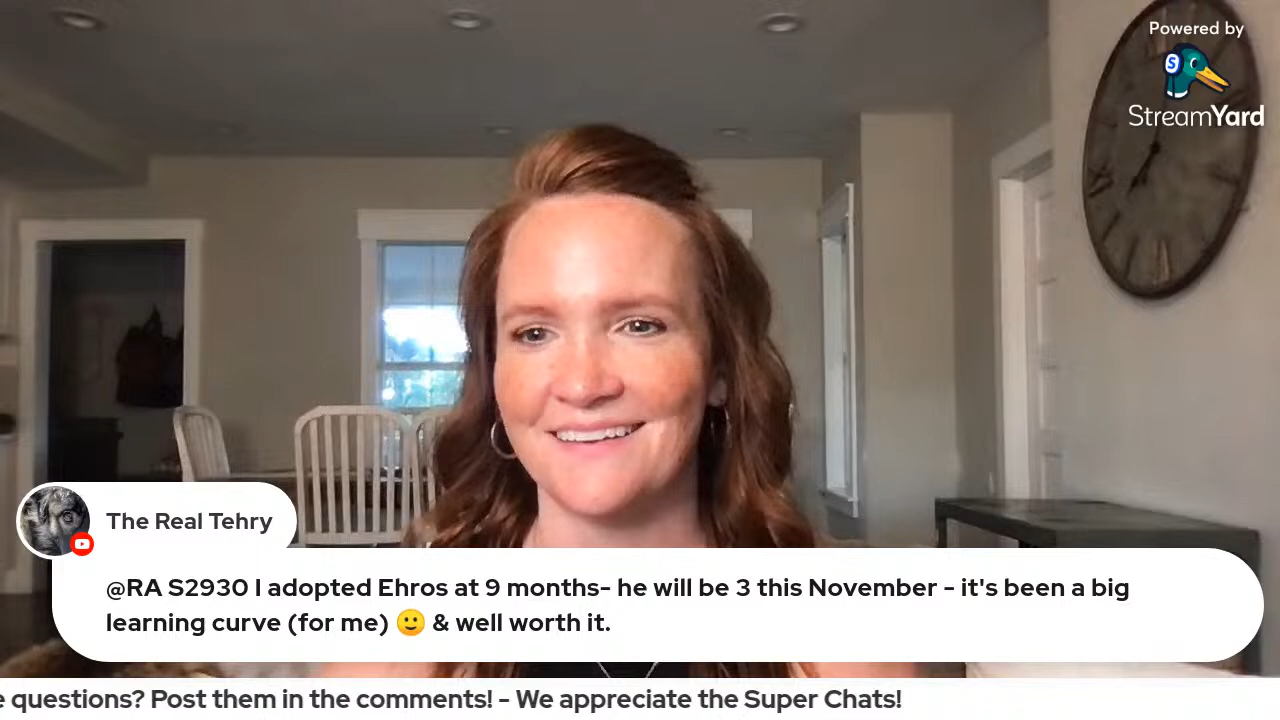 Powered by
S
StreamYard
The Real Tehry
@RA S2930 I adopted Ehros at 9 months- he will be 3 this November - it's been a big
learning curve (for me) 🙂 & well worth it.
e questions? Post them in the comments! - We appreciate the Super Chats!